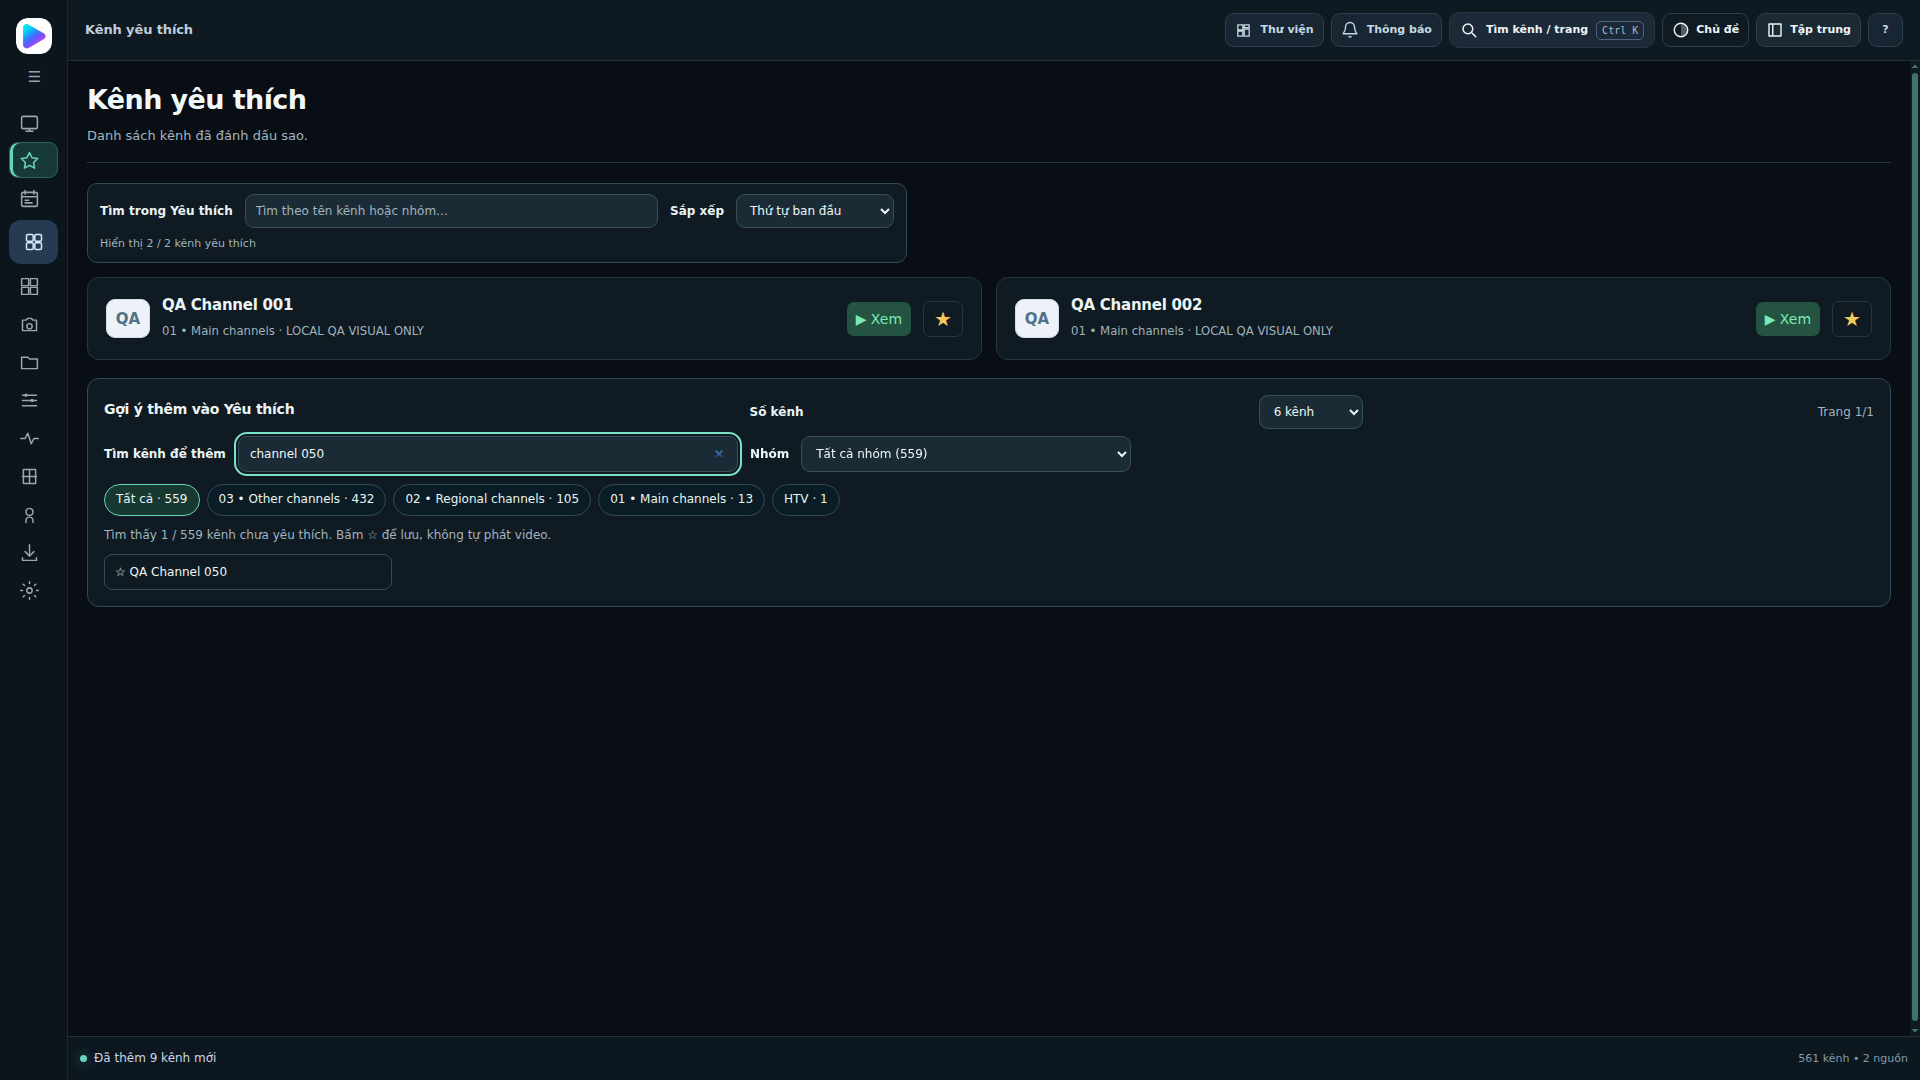 Kênh yêu thích
Thư viện
Thông báo
Tìm kênh / trang Ctrl K
Chủ đề
Tập trung
?
Kênh yêu thích
Danh sách kênh đã đánh dấu sao.
Tìm trong Yêu thích
Tìm theo tên kênh hoặc nhóm...
Sắp xếp
Thứ tự ban đầu
Hiển thị 2 / 2 kênh yêu thích
QA
QA Channel 001
01 • Main channels · LOCAL QA VISUAL ONLY
▶ Xem
★
QA
QA Channel 002
01 • Main channels · LOCAL QA VISUAL ONLY
▶ Xem
★
Gợi ý thêm vào Yêu thích
Số kênh
6 kênh
Trang 1/1
Tìm kênh để thêm
channel 050
Nhóm
Tất cả nhóm (559)
Tất cả · 559
03 • Other channels · 432
02 • Regional channels · 105
01 • Main channels · 13
HTV · 1
Tìm thấy 1 / 559 kênh chưa yêu thích. Bấm ☆ để lưu, không tự phát video.
☆ QA Channel 050
Đã thêm 9 kênh mới
561 kênh • 2 nguồn